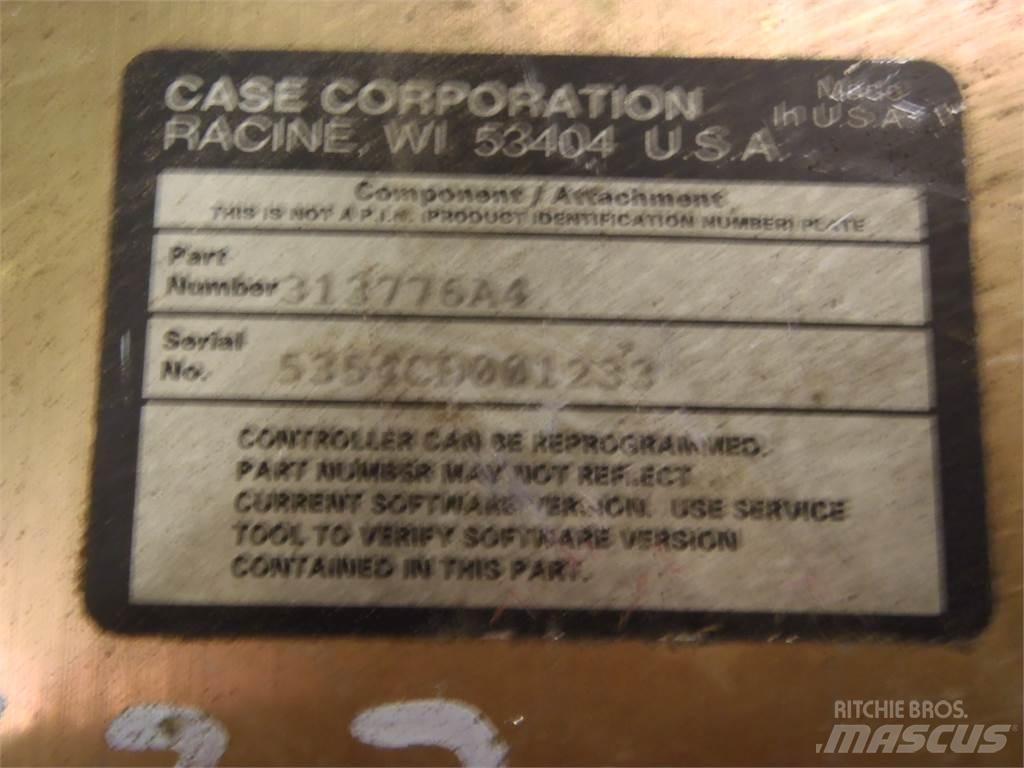 CASE CORPORATION
RACINE, WI 53404 U.S.A.
Made
In U.S.A.
Component / Attachment
THIS IS NOT A P.I.N. (PRODUCT IDENTIFICATION NUMBER) PLATE
Part
Number 313776A4
Serial
No. 5354CD001233
CONTROLLER CAN BE REPROGRAMMED.
PART NUMBER MAY NOT REFLECT
CURRENT SOFTWARE VERSION. USE SERVICE
TOOL TO VERIFY SOFTWARE VERSION
CONTAINED IN THIS PART.
RITCHIE BROS.
MASCUS